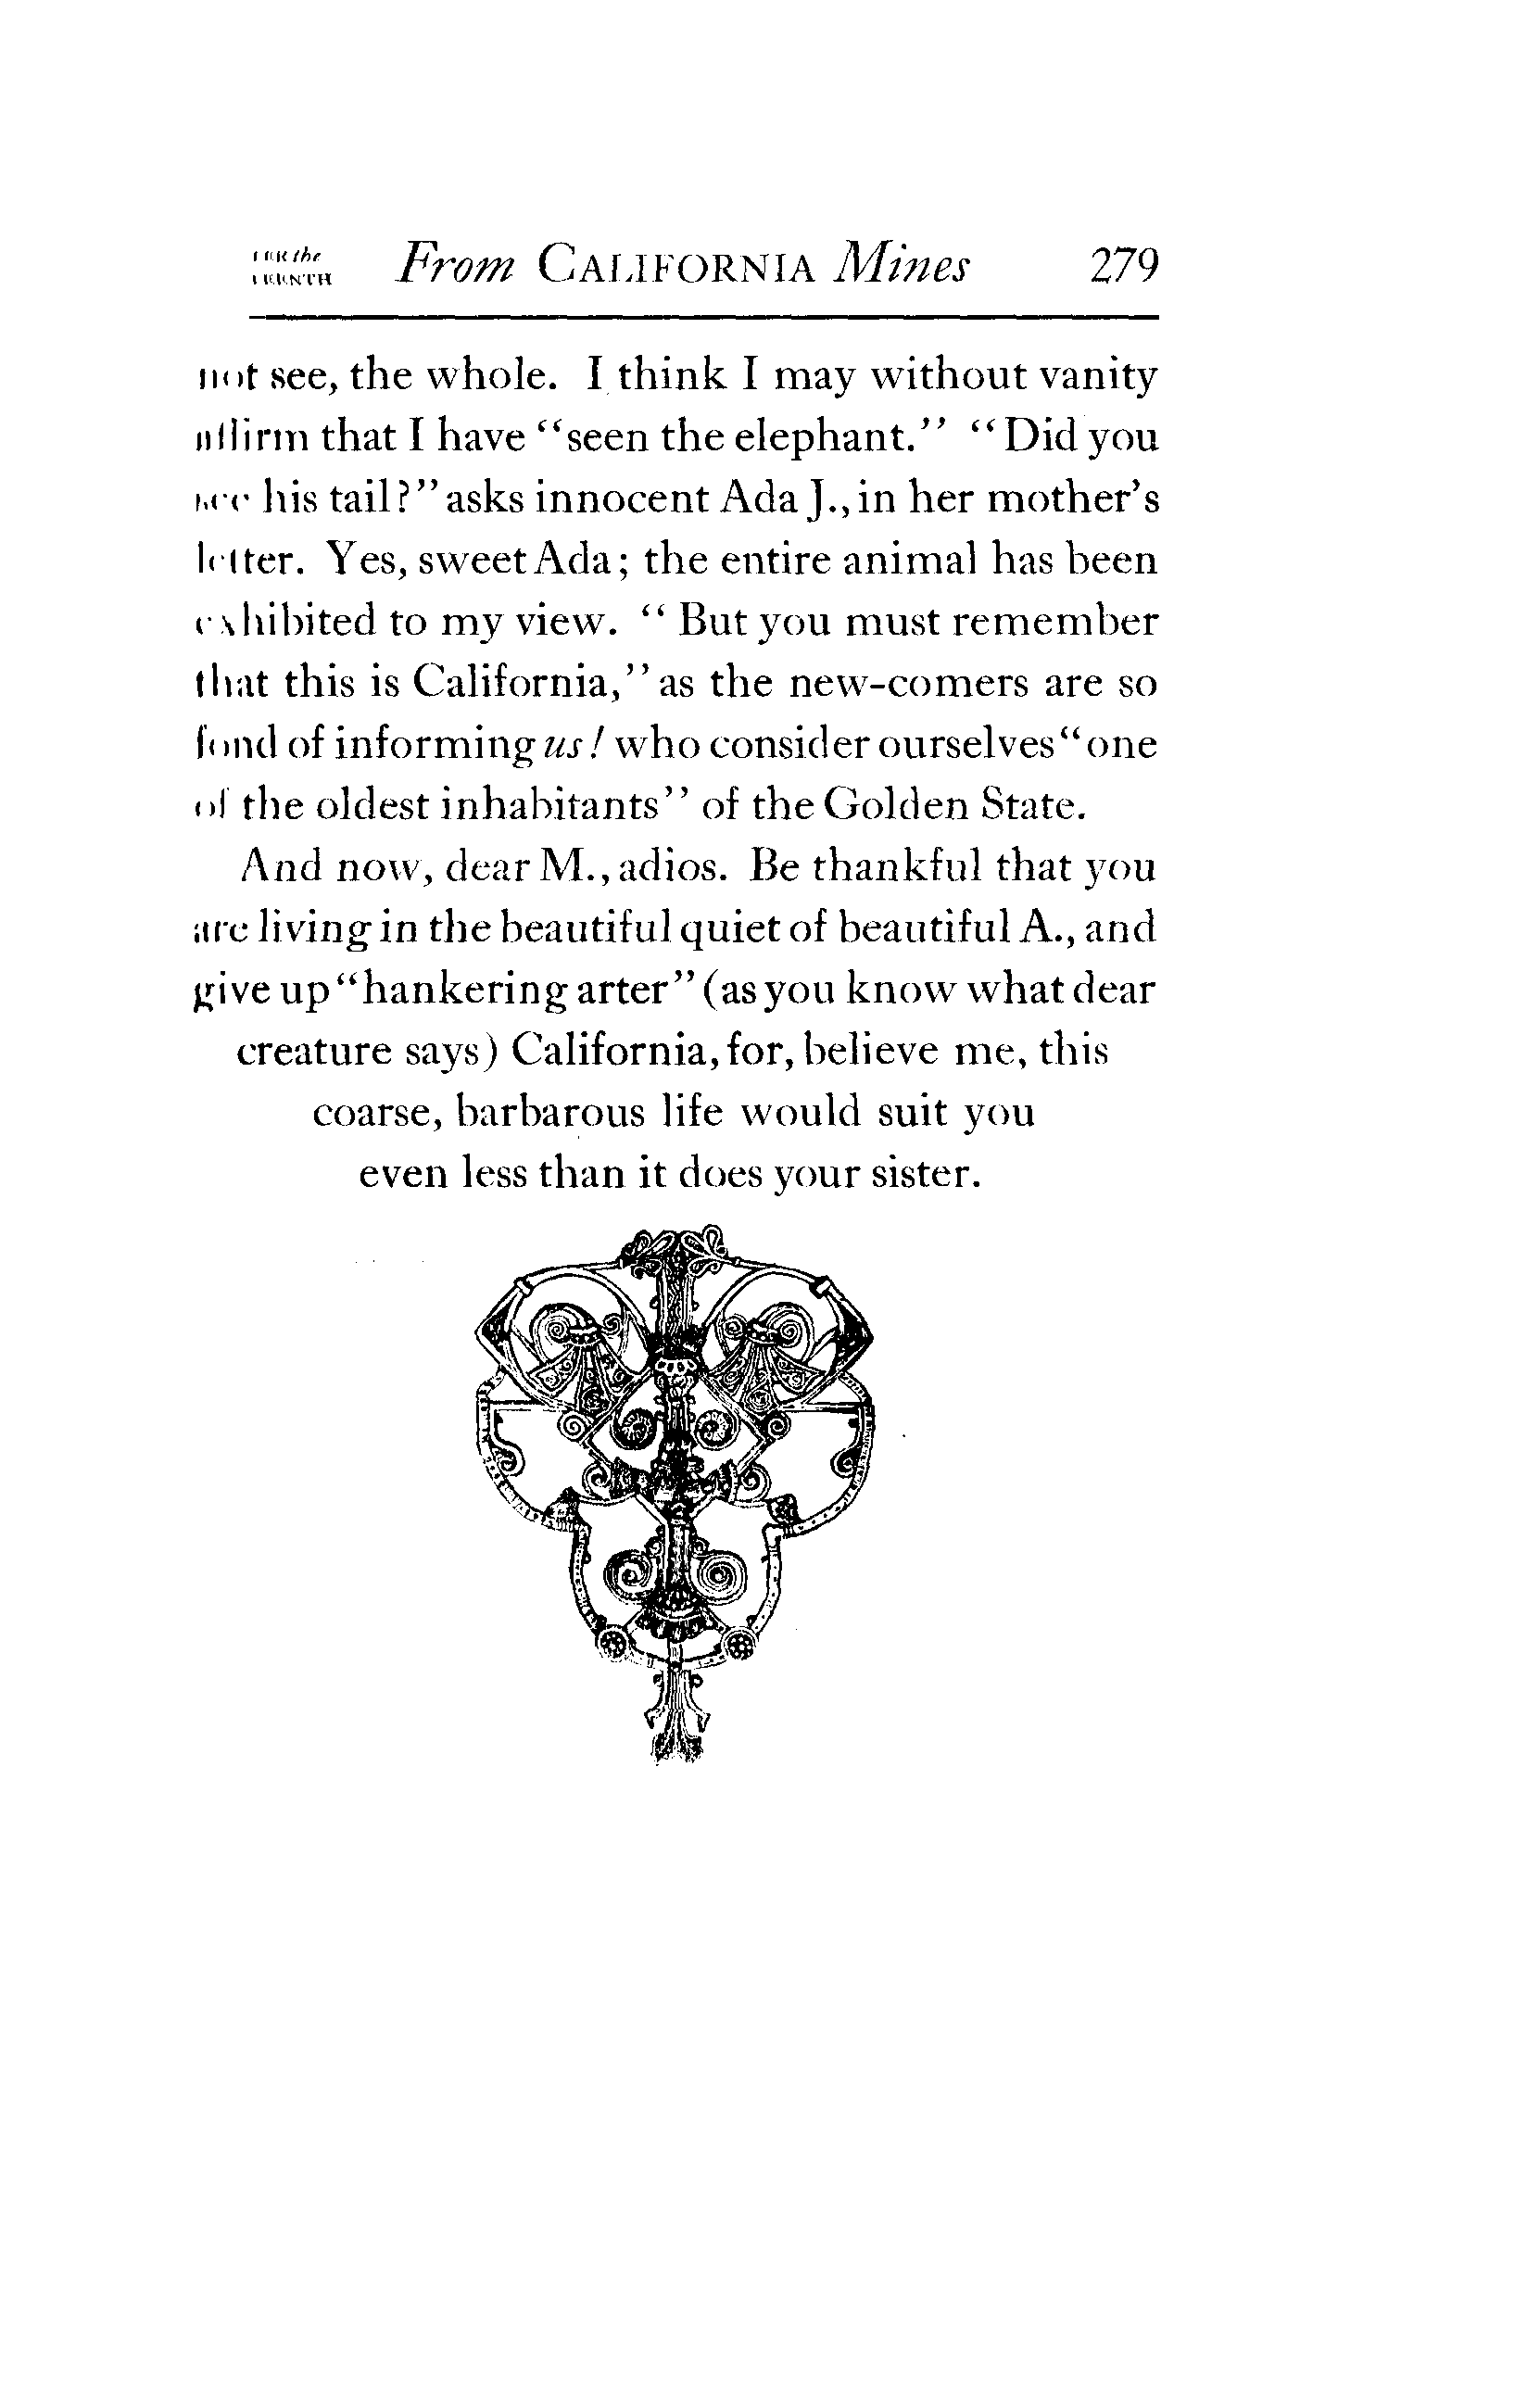 the From CALIFORNIA Mines 279
not see, the whole. I think I may without vanity
affirm that I have "seen the elephant." "Did you
see his tail?" asks innocent Ada J., in her mother's
letter. Yes, sweet Ada; the entire animal has been
exhibited to my view. "But you must remember
that this is California," as the new-comers are so
fond of informing us! who consider ourselves "one
of the oldest inhabitants" of the Golden State.
And now, dear M., adios. Be thankful that you
are living in the beautiful quiet of beautiful A., and
give up "hankering arter" (as you know what dear
creature says) California, for, believe me, this
coarse, barbarous life would suit you
even less than it does your sister.